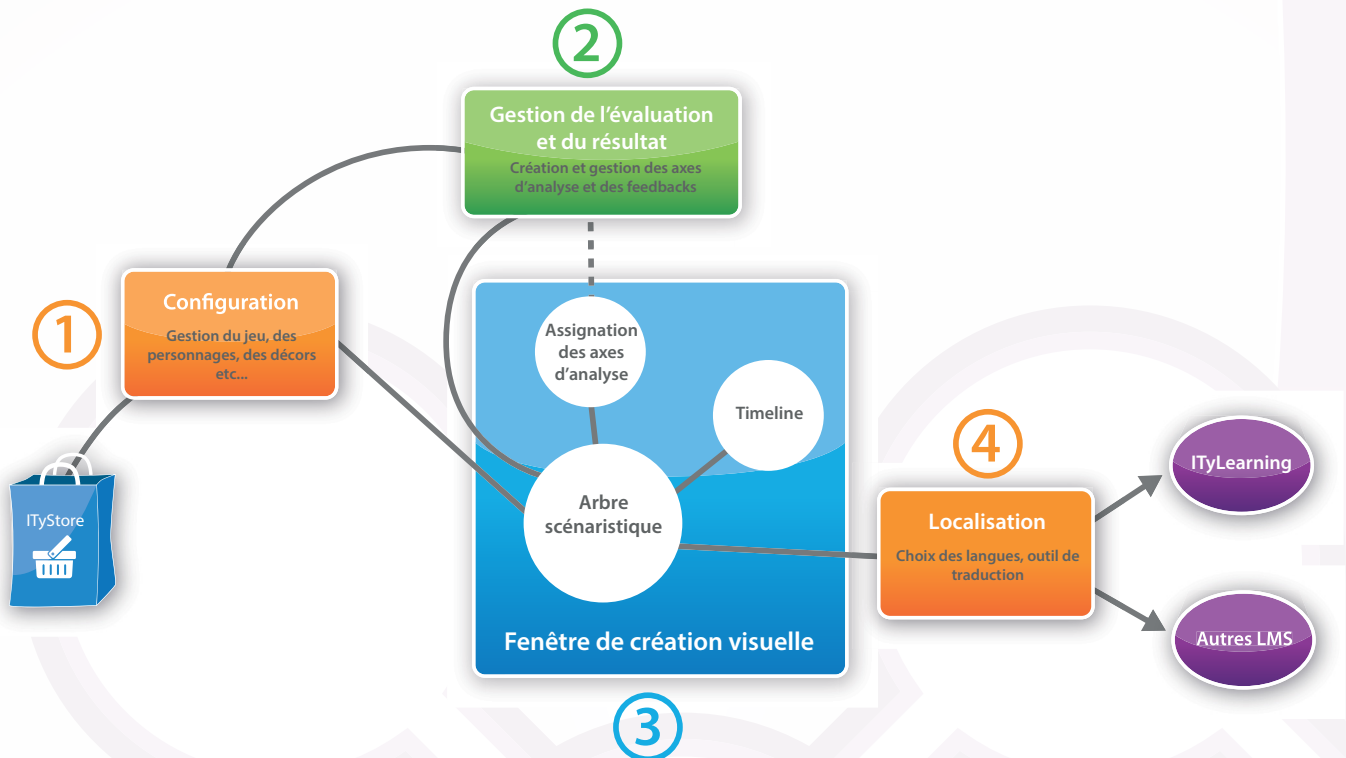 2
Gestion de l’évaluation
et du résultat
Création et gestion des axes
d’analyse et des feedbacks
1
Configuration
Gestion du jeu, des
personnages, des décors
etc...
ITyStore
Assignation
des axes
d’analyse
Timeline
Arbre
scénaristique
Fenêtre de création visuelle
3
4
Localisation
Choix des langues, outil de
traduction
ITyLearning
Autres LMS